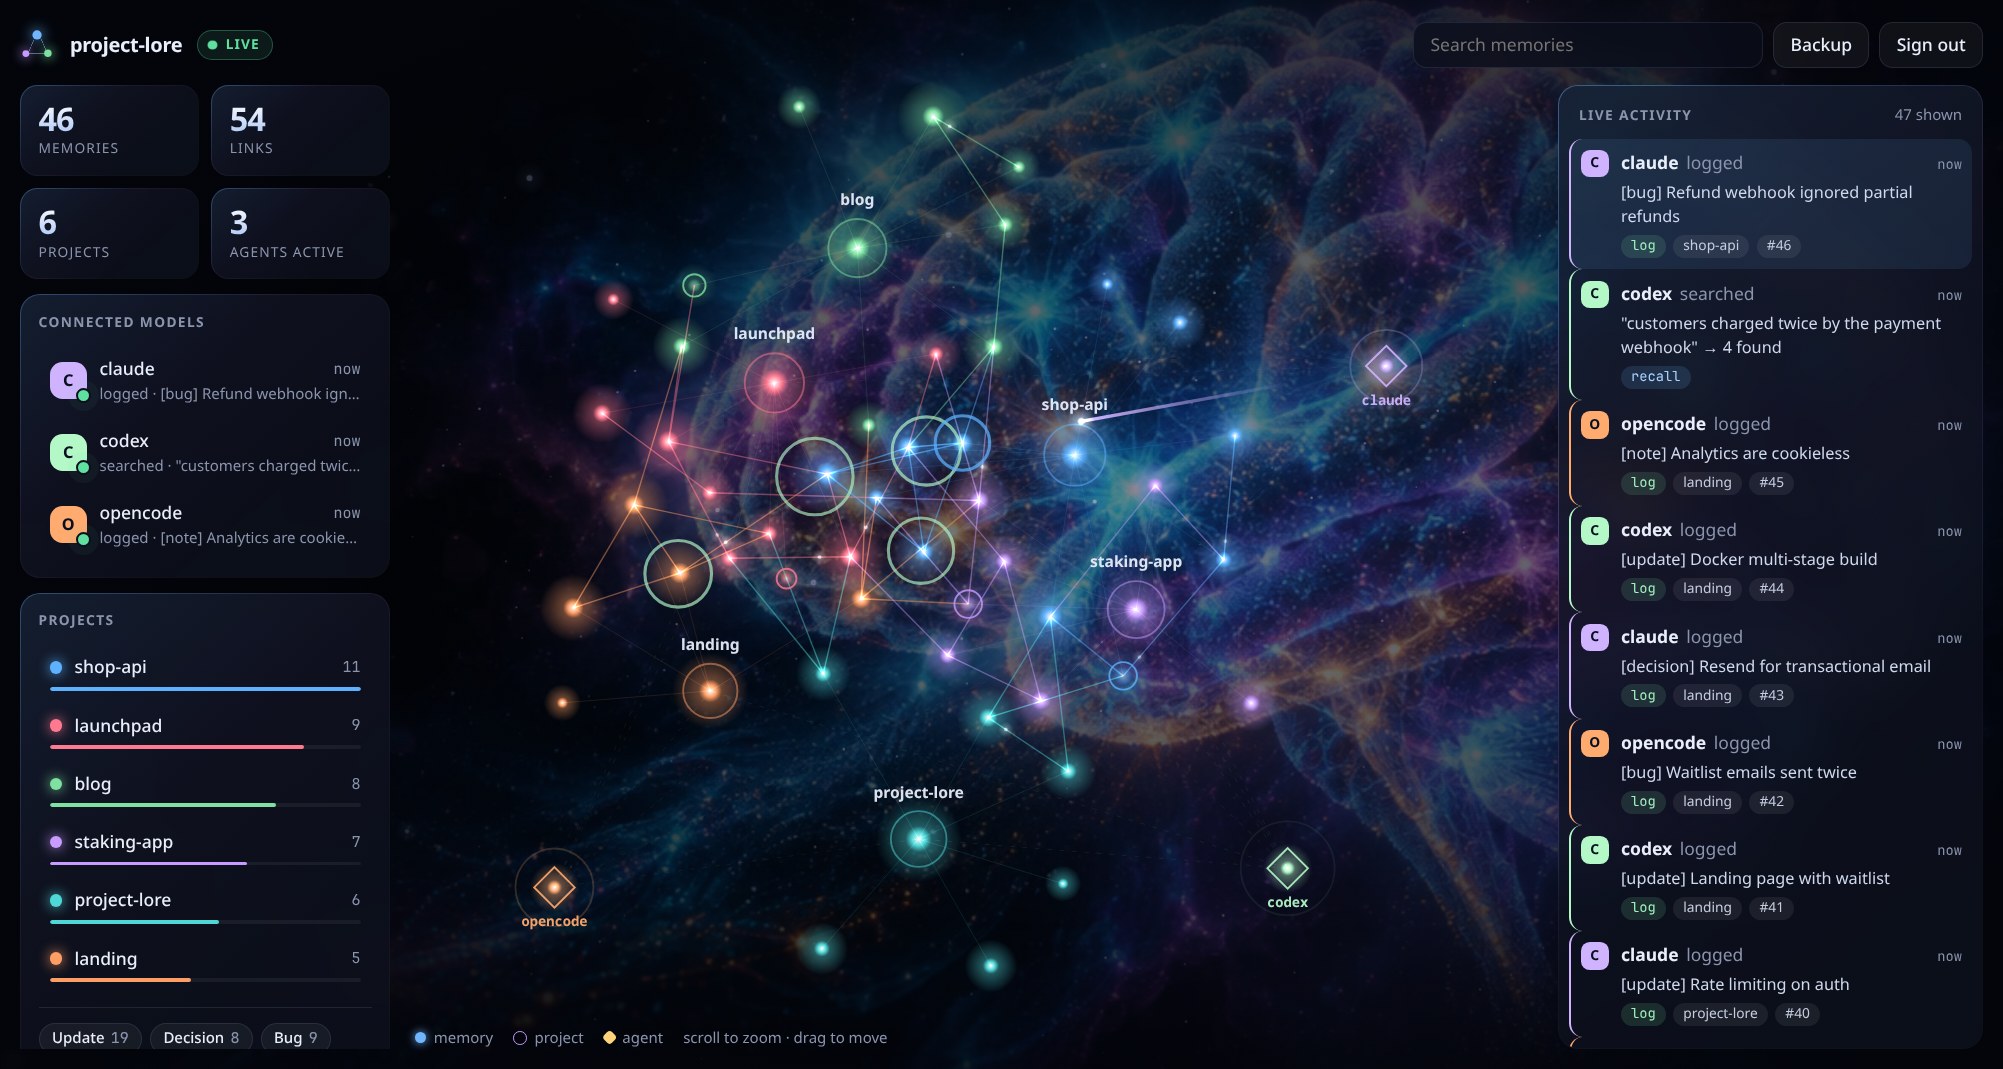 project-lore
LIVE
Search memories
Backup
Sign out
46
MEMORIES
54
LINKS
6
PROJECTS
3
AGENTS ACTIVE
CONNECTED MODELS
C
claude
now
logged · [bug] Refund webhook ign...
C
codex
now
searched · "customers charged twic...
O
opencode
now
logged · [note] Analytics are cookie...
PROJECTS
shop-api
11
launchpad
9
blog
8
staking-app
7
project-lore
6
landing
5
Update 19
Decision 8
Bug 9
blog
launchpad
shop-api
claude
staking-app
landing
project-lore
opencode
codex
memory
project
agent
scroll to zoom · drag to move
LIVE ACTIVITY
47 shown
C
claude logged
now
[bug] Refund webhook ignored partial
refunds
log
shop-api
#46
C
codex searched
now
"customers charged twice by the payment
webhook" → 4 found
recall
O
opencode logged
now
[note] Analytics are cookieless
log
landing
#45
C
codex logged
now
[update] Docker multi-stage build
log
landing
#44
C
claude logged
now
[decision] Resend for transactional email
log
landing
#43
O
opencode logged
now
[bug] Waitlist emails sent twice
log
landing
#42
C
codex logged
now
[update] Landing page with waitlist
log
landing
#41
C
claude logged
now
[update] Rate limiting on auth
log
project-lore
#40